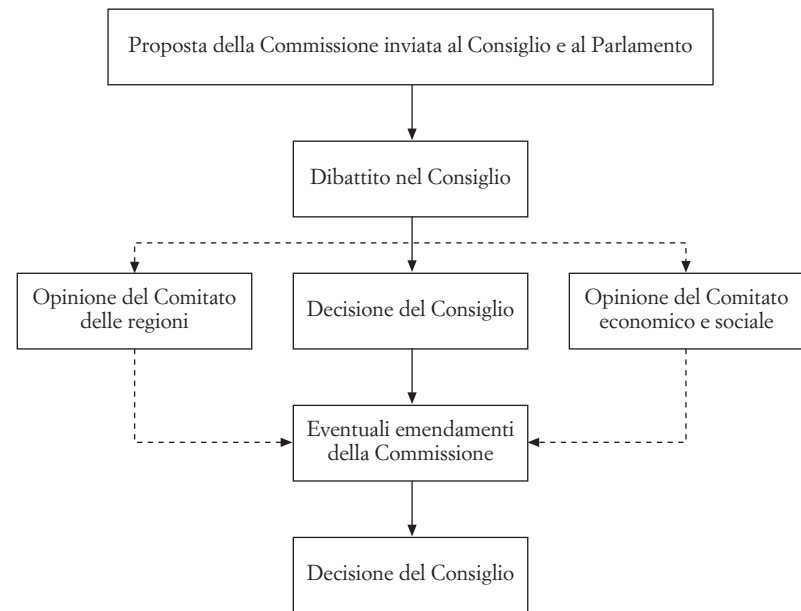 Proposta della Commissione inviata al Consiglio e al Parlamento
Dibattito nel Consiglio
Opinione del Comitato
delle regioni
Decisione del Consiglio
Opinione del Comitato
economico e sociale
Eventuali emendamenti
della Commissione
Decisione del Consiglio